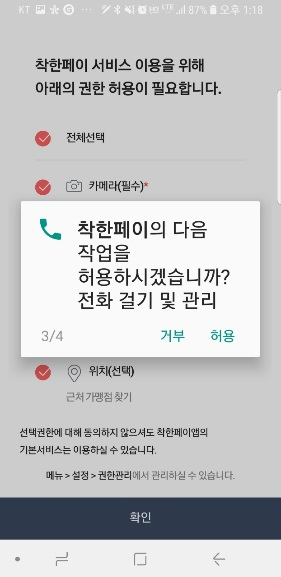 KT ... LTE 87% 오후 1:18
착한페이 서비스 이용을 위해
아래의 권한 허용이 필요합니다.
전체선택
카메라(필수)*
착한페이의 다음
작업을
허용하시겠습니까?
전화 걸기 및 관리
3/4 거부 허용
위치(선택)
근처 가맹점 찾기
선택권한에 대해 동의하지 않으셔도 착한페이앱의
기본서비스는 이용하실 수 있습니다.
메뉴 > 설정 > 권한관리에서 관리하실 수 있습니다.
확인